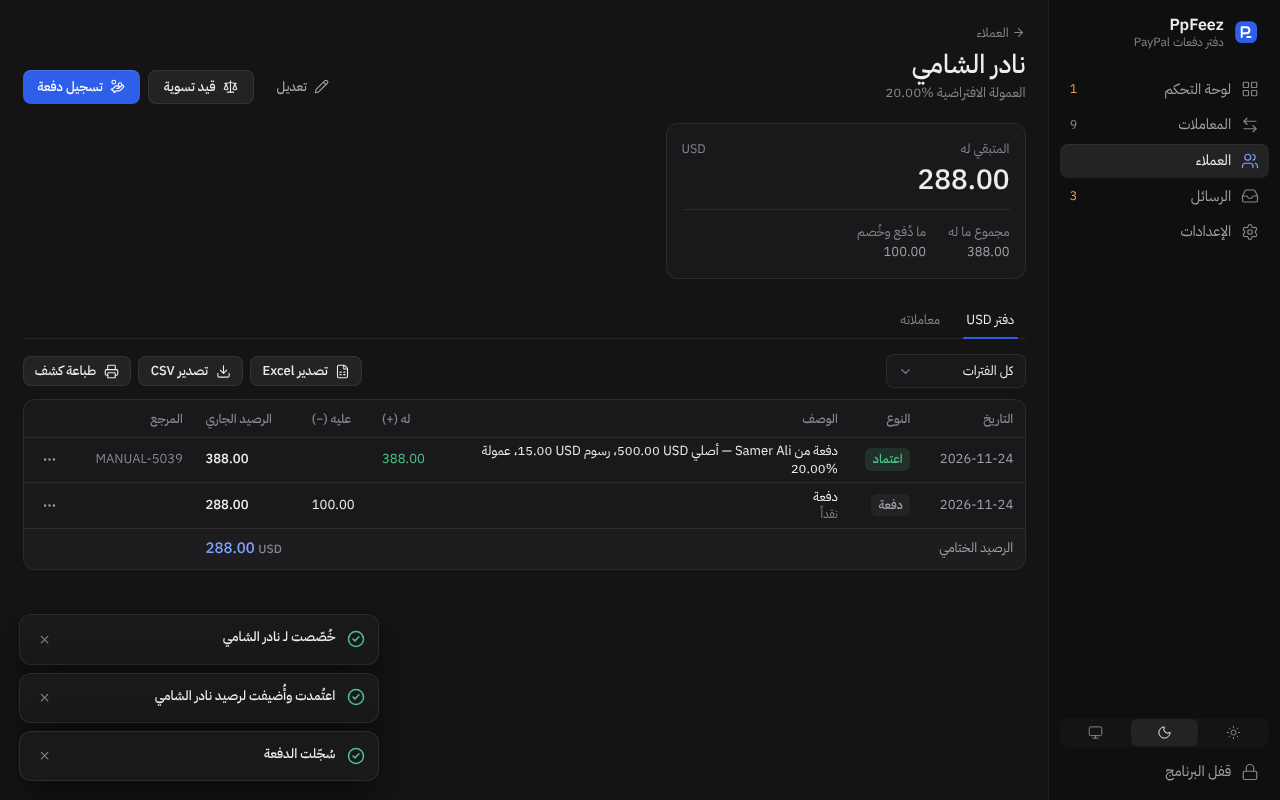 PpFeez
دفتر دفعات PayPal
لوحة التحكم 1
المعاملات 9
العملاء
الرسائل 3
الإعدادات
قفل البرنامج
العملاء
نادر الشامي
العمولة الافتراضية 20.00%
تعديل
قيد تسوية
تسجيل دفعة
المتبقي له USD
288.00
مجموع ما له ما دُفع وخُصم
388.00 100.00
دفتر USD معاملاته
كل الفترات
تصدير Excel
تصدير CSV
طباعة كشف
التاريخ النوع الوصف له (+) عليه (−) الرصيد الجاري المرجع
2026-11-24 اعتماد دفعة من Samer Ali — أصلي 500.00 USD، رسوم 15.00 USD، عمولة 388.00 388.00 MANUAL-5039
20.00%
2026-11-24 دفعة دفعة 100.00 288.00
نقداً
الرصيد الختامي 288.00 USD
خُصّصت لـ نادر الشامي
اعتُمدت وأُضيفت لرصيد نادر الشامي
سُجّلت الدفعة